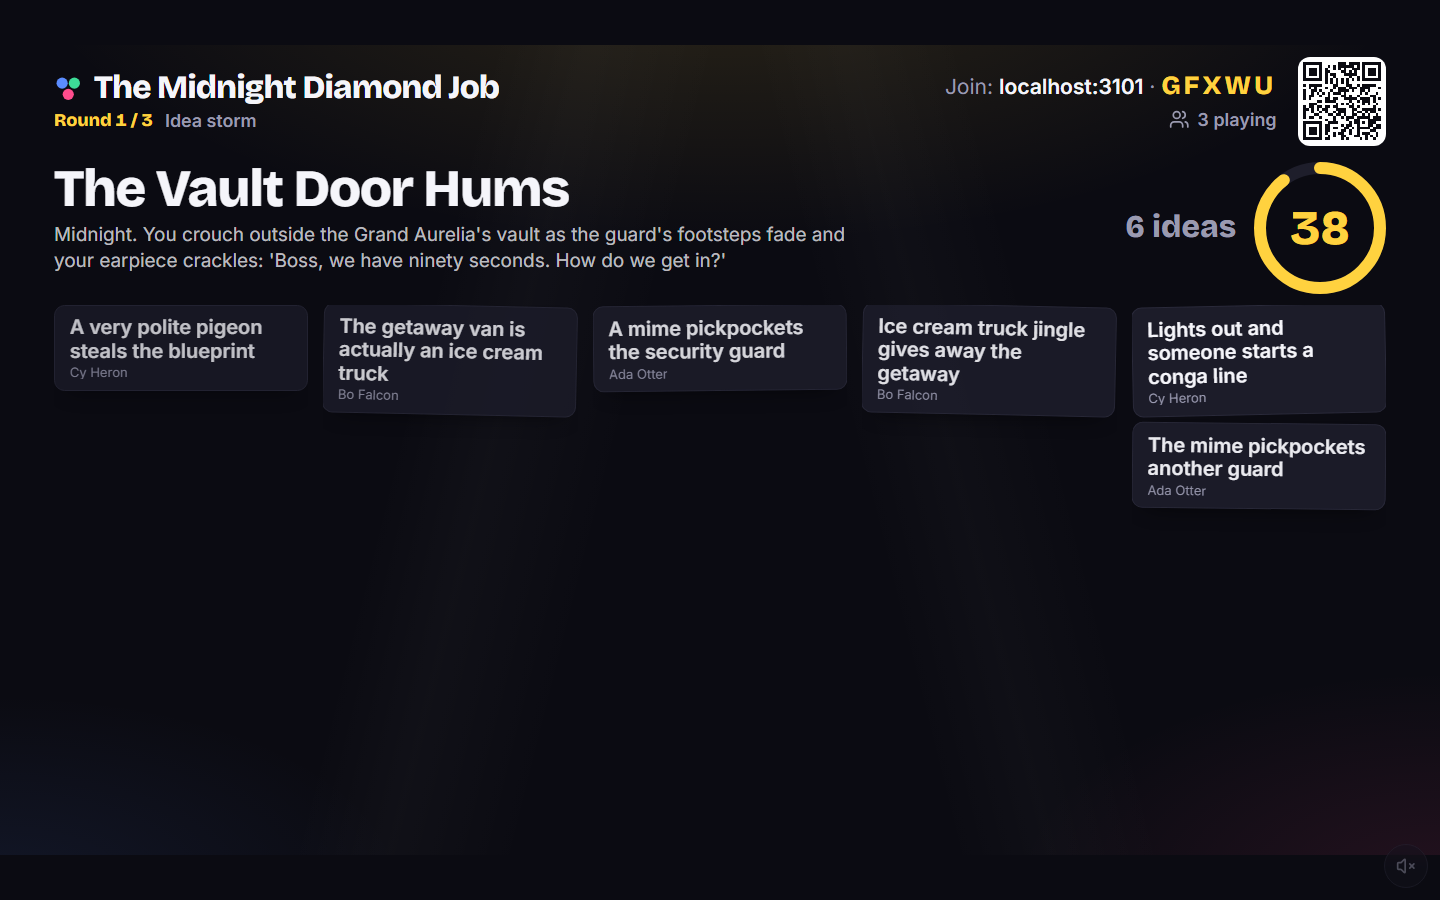 The Midnight Diamond Job
Round 1 / 3 Idea storm
Join: localhost:3101 · GFXWU
3 playing
The Vault Door Hums
Midnight. You crouch outside the Grand Aurelia's vault as the guard's footsteps fade and
your earpiece crackles: 'Boss, we have ninety seconds. How do we get in?'
6 ideas
38
A very polite pigeon
steals the blueprint
Cy Heron
The getaway van is
actually an ice cream
truck
Bo Falcon
A mime pickpockets
the security guard
Ada Otter
Ice cream truck jingle
gives away the
getaway
Bo Falcon
Lights out and
someone starts a
conga line
Cy Heron
The mime pickpockets
another guard
Ada Otter